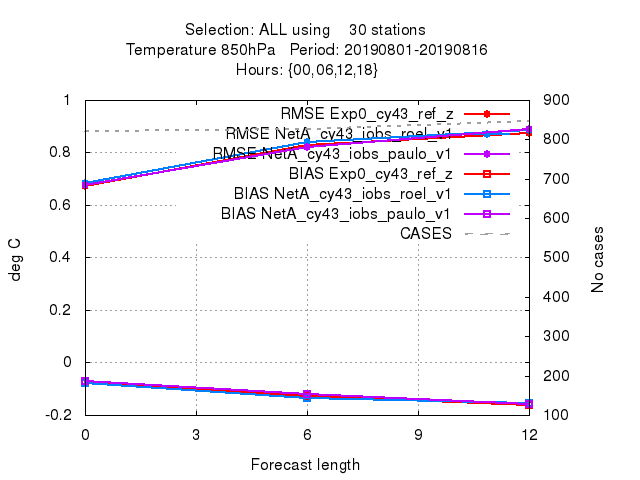 Selection: ALL using 30 stations
Temperature 850hPa Period: 20190801-20190816
Hours: {00,06,12,18}
1
0.8
0.6
0.4
0.2
0
-0.2
deg C
RMSE Exp0_cy43_ref_z
RMSE NetA_cy43_iobs_roel_v1
RMSE NetA_cy43_iobs_paulo_v1
BIAS Exp0_cy43_ref_z
BIAS NetA_cy43_iobs_roel_v1
BIAS NetA_cy43_iobs_paulo_v1
CASES
900
800
700
600
500
400
300
200
100
No cases
0 3 6 9 12
Forecast length